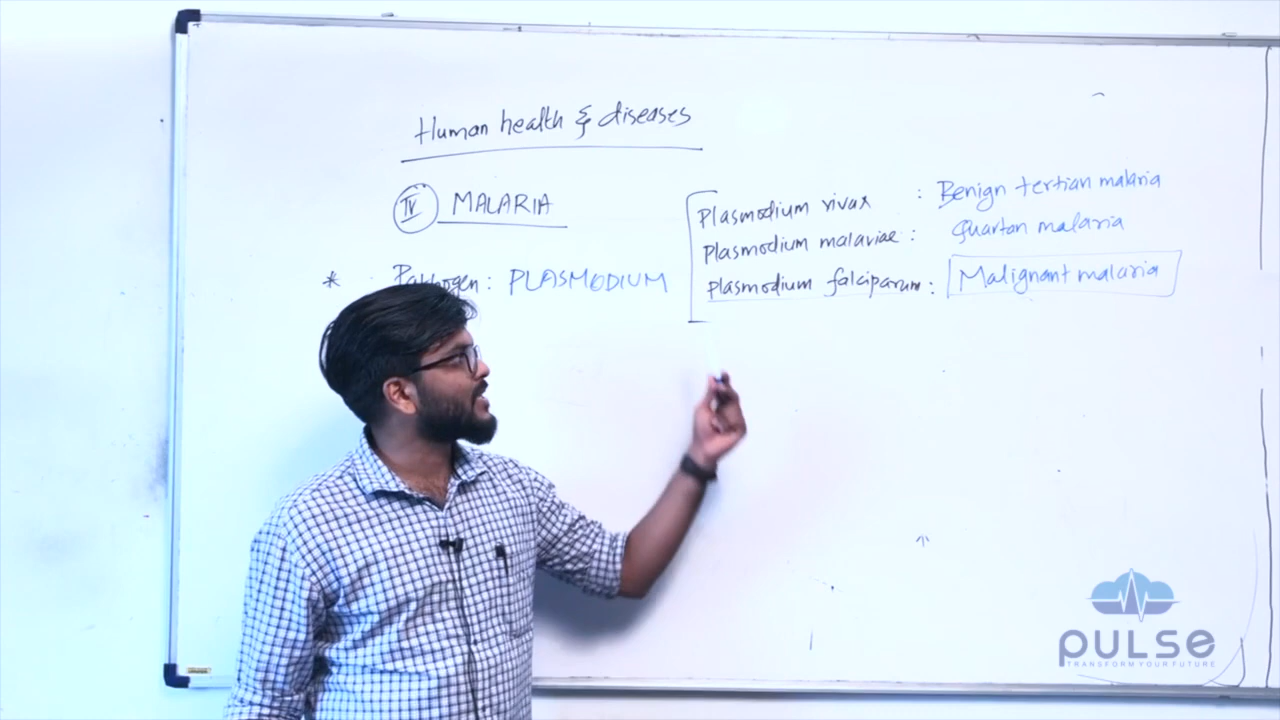 Human health & diseases
IV MALARIA
* Pathogen: PLASMODIUM
Plasmodium vivax : Benign tertian malaria
Plasmodium malaviae : Quartan malaria
Plasmodium falciparum : Malignant malaria
PULSE
TRANSFORM YOUR FUTURE